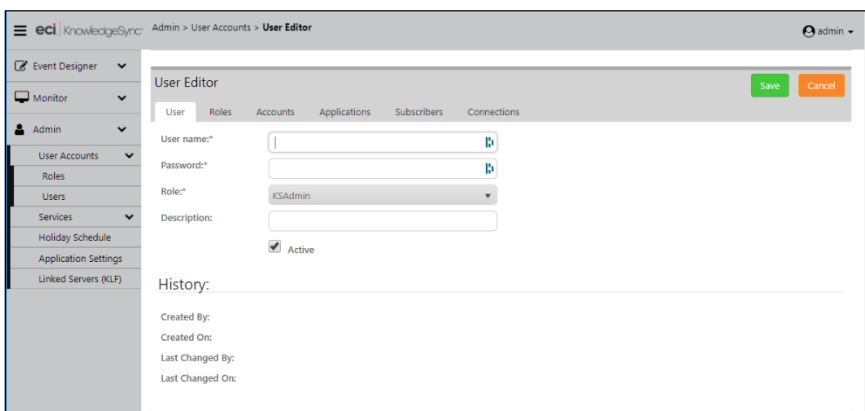 eci KnowledgeSync Admin > User Accounts > User Editor admin
Event Designer
Monitor
Admin
User Accounts
Roles
Users
Services
Holiday Schedule
Application Settings
Linked Servers (KLF)
User Editor Save Cancel
User Roles Accounts Applications Subscribers Connections
User name:*
Password:*
Role:* KSAdmin
Description:
Active
History:
Created By:
Created On:
Last Changed By:
Last Changed On: